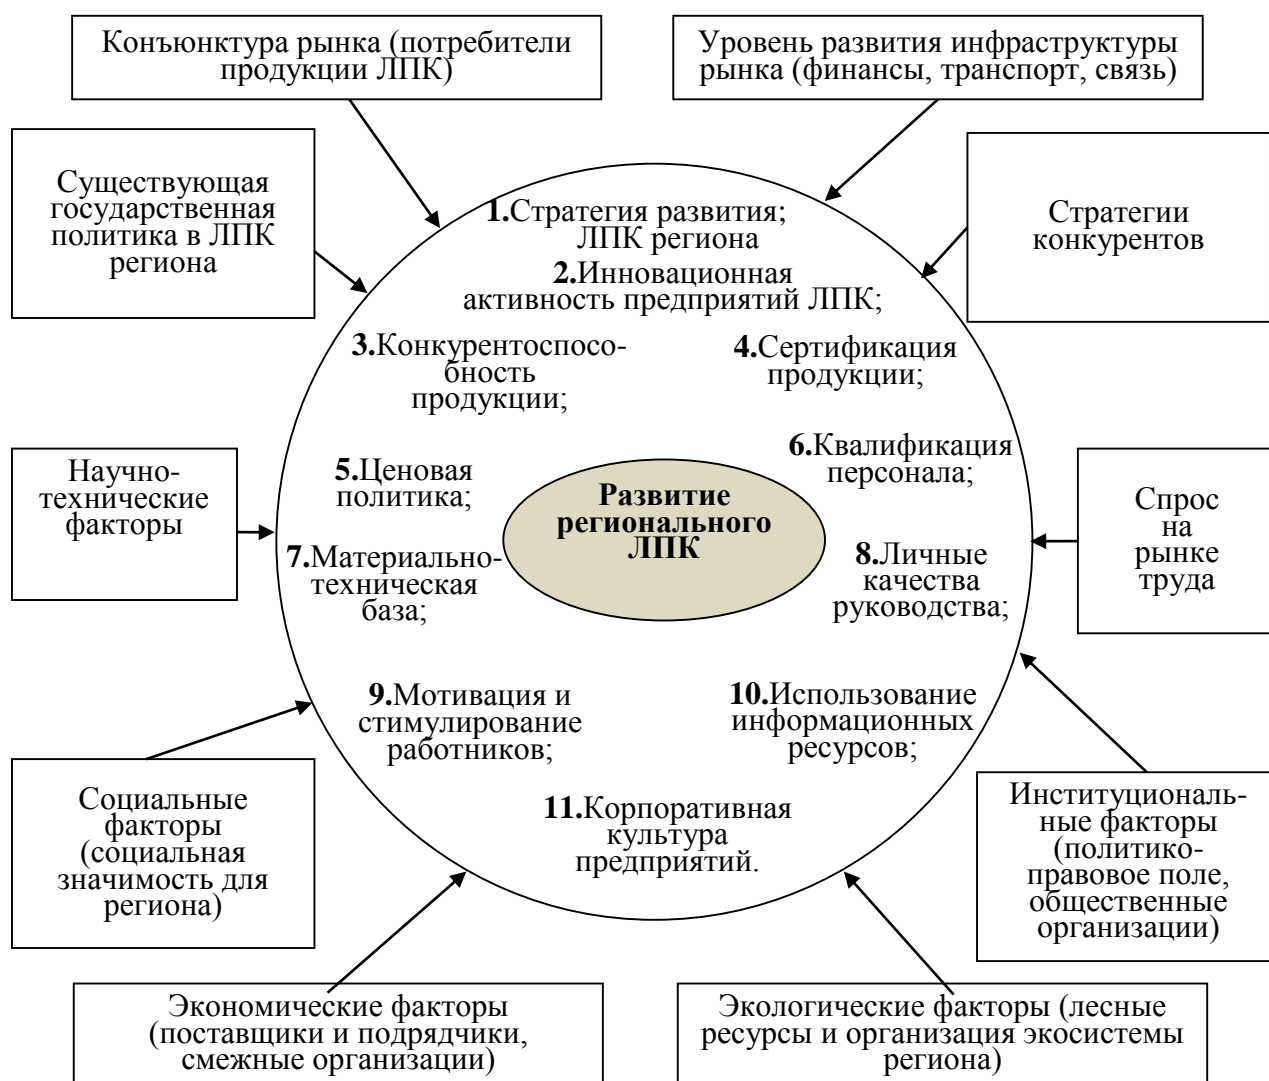 Конъюнктура рынка (потребители
продукции ЛПК)
Уровень развития инфраструктуры
рынка (финансы, транспорт, связь)
Существующая
государственная
политика в ЛПК
региона
Стратегии
конкурентов
1.Стратегия развития;
ЛПК региона
2.Инновационная
активность предприятий ЛПК;
3.Конкурентоспосо-
бность
продукции;
4.Сертификация
продукции;
5.Ценовая
политика;
6.Квалификация
персонала;
Научно-
технические
факторы
Развитие
регионального
ЛПК
Спрос
на
рынке
труда
7.Материально-
техническая
база;
8.Личные
качества
руководства;
9.Мотивация и
стимулирование
работников;
10.Использование
информационных
ресурсов;
11.Корпоративная
культура
предприятий.
Социальные
факторы
(социальная
значимость для
региона)
Институциональ-
ные факторы
(политико-
правовое поле,
общественные
организации)
Экономические факторы
(поставщики и подрядчики,
смежные организации)
Экологические факторы (лесные
ресурсы и организация экосистемы
региона)